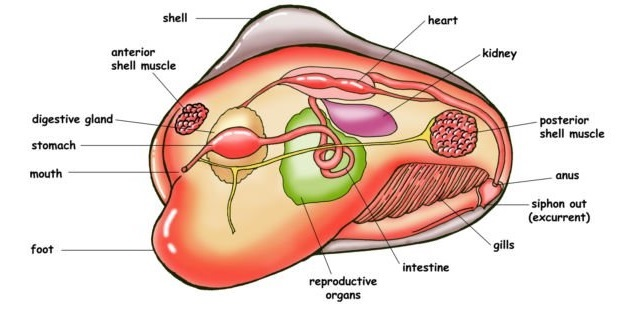 shell
heart
anterior
shell muscle
kidney
digestive gland
stomach
mouth
posterior
shell muscle
anus
siphon out
(excurrent)
foot
gills
intestine
reproductive
organs